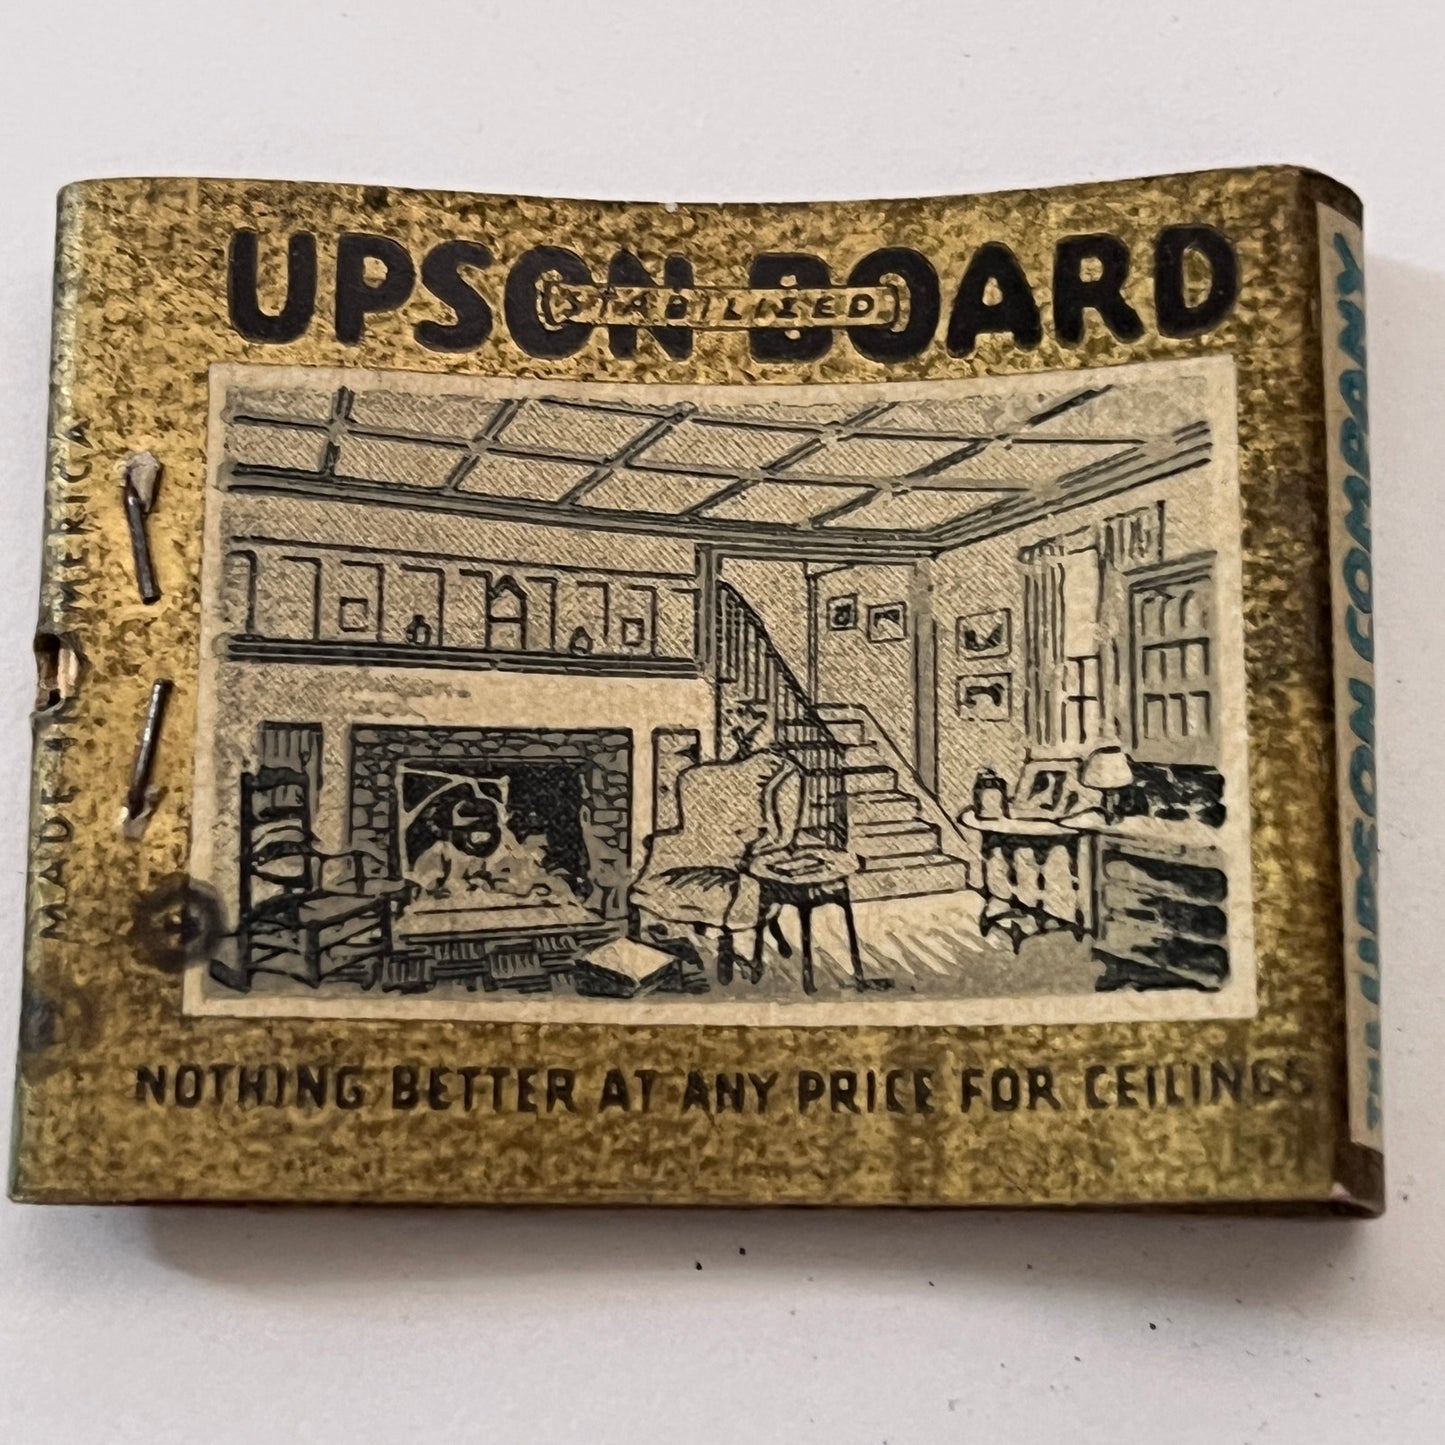 UPSON BOARD
STABILIZED
NOTHING BETTER AT ANY PRICE FOR CEILINGS
MADE IN AMERICA
THE UPSON COMPANY